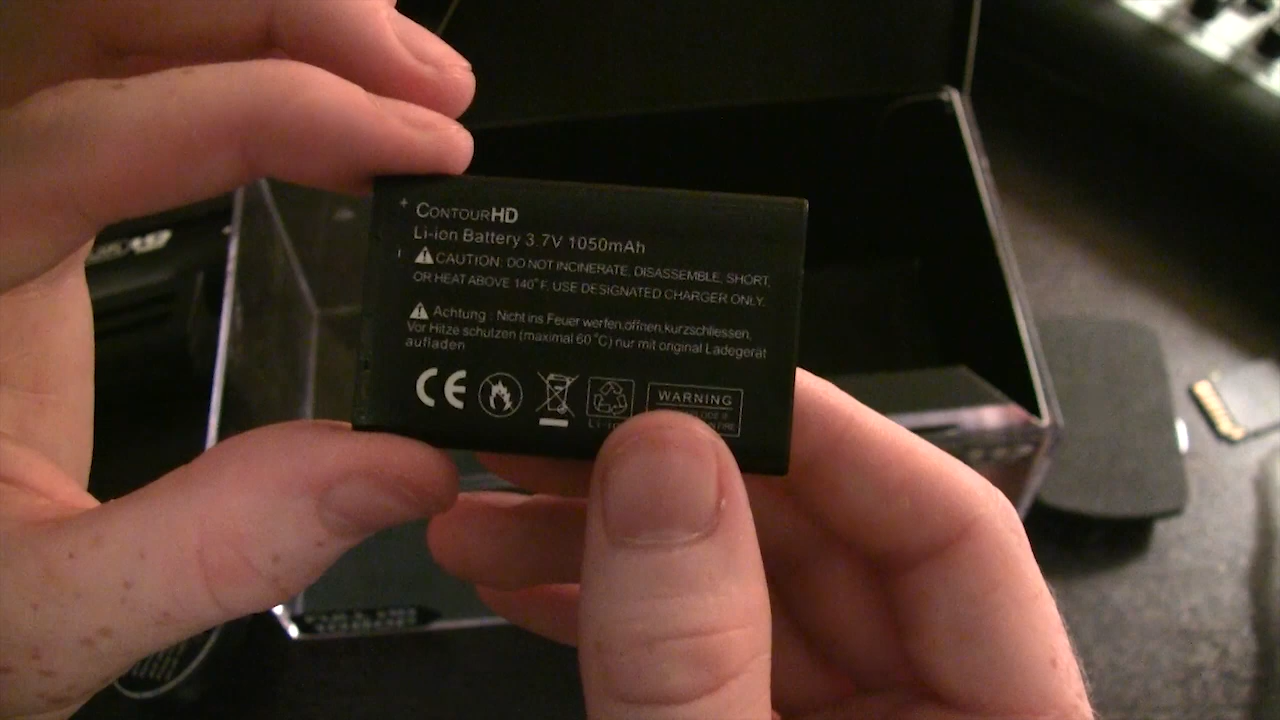 + CONTOURHD
Li-ion Battery 3.7V 1050mAh
CAUTION: DO NOT INCINERATE, DISASSEMBLE, SHORT,
OR HEAT ABOVE 140°F, USE DESIGNATED CHARGER ONLY.
Achtung : Nicht ins Feuer werfen,öffnen,kurzschliessen,
Vor Hitze schützen (maximal 60°C) nur mit original Ladegerät
aufladen
CE
WARNING